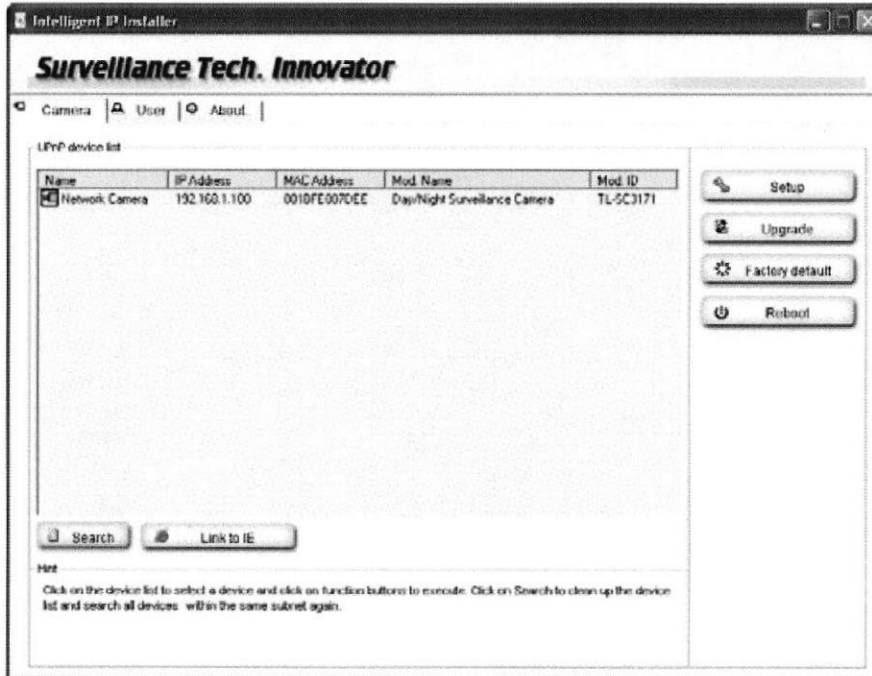 Intelligent IP Installer
Surveillance Tech. Innovator
Camera User About
UPnP device list
Name IP Address MAC Address Mod. Name Mod. ID
Network Camera 192.168.1.100 001BFE007DEE Day/Night Surveillance Camera TL-SC3171
Setup
Upgrade
Factory default
Reboot
Search Link to IE
Hint
Click on the device list to select a device and click on function buttons to execute. Click on Search to clean up the device
list and search all devices within the same subnet again.